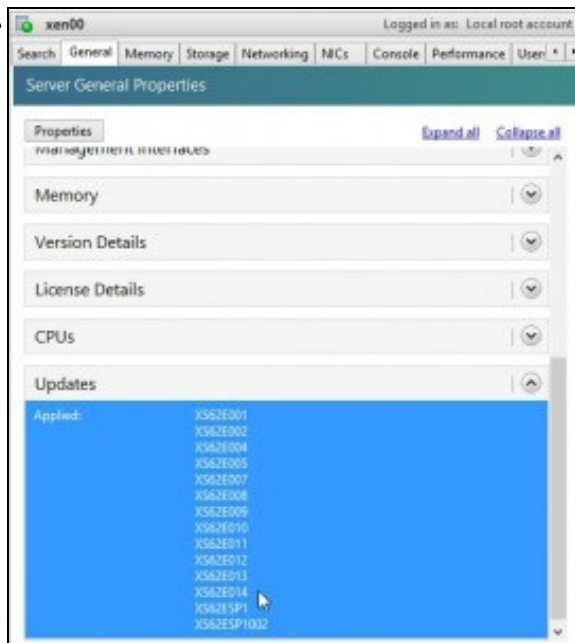 xen00 Logged in as: Local root account
Search General Memory Storage Networking NICs Console Performance User
Server General Properties
Properties Expand all Collapse all
Management Interfaces
Memory
Version Details
License Details
CPUs
Updates
Applied: XS62E001
XS62E002
XS62E004
XS62E005
XS62E007
XS62E008
XS62E009
XS62E010
XS62E011
XS62E012
XS62E013
XS62E014
XS62ESP1
XS62ESP1002